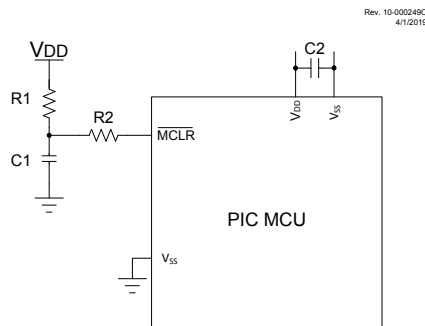 Rev. 10-000249C
4/1/2019
VDD
C2
R1
R2
VDD
VSS
MCLR
C1
PIC MCU
VSS